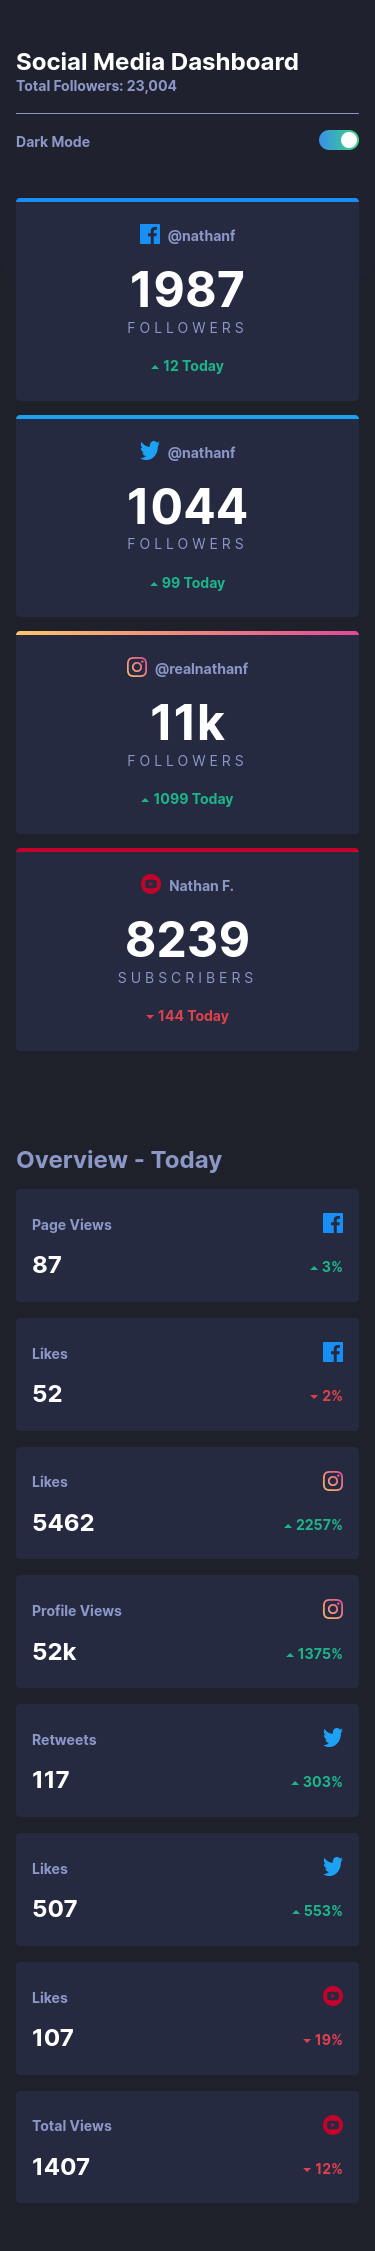 Social Media Dashboard
Total Followers: 23,004
Dark Mode
@nathanf
1987
FOLLOWERS
12 Today
@nathanf
1044
FOLLOWERS
99 Today
@realnathanf
11k
FOLLOWERS
1099 Today
Nathan F.
8239
SUBSCRIBERS
144 Today
Overview - Today
Page Views
87
3%
Likes
52
2%
Likes
5462
2257%
Profile Views
52k
1375%
Retweets
117
303%
Likes
507
553%
Likes
107
19%
Total Views
1407
12%